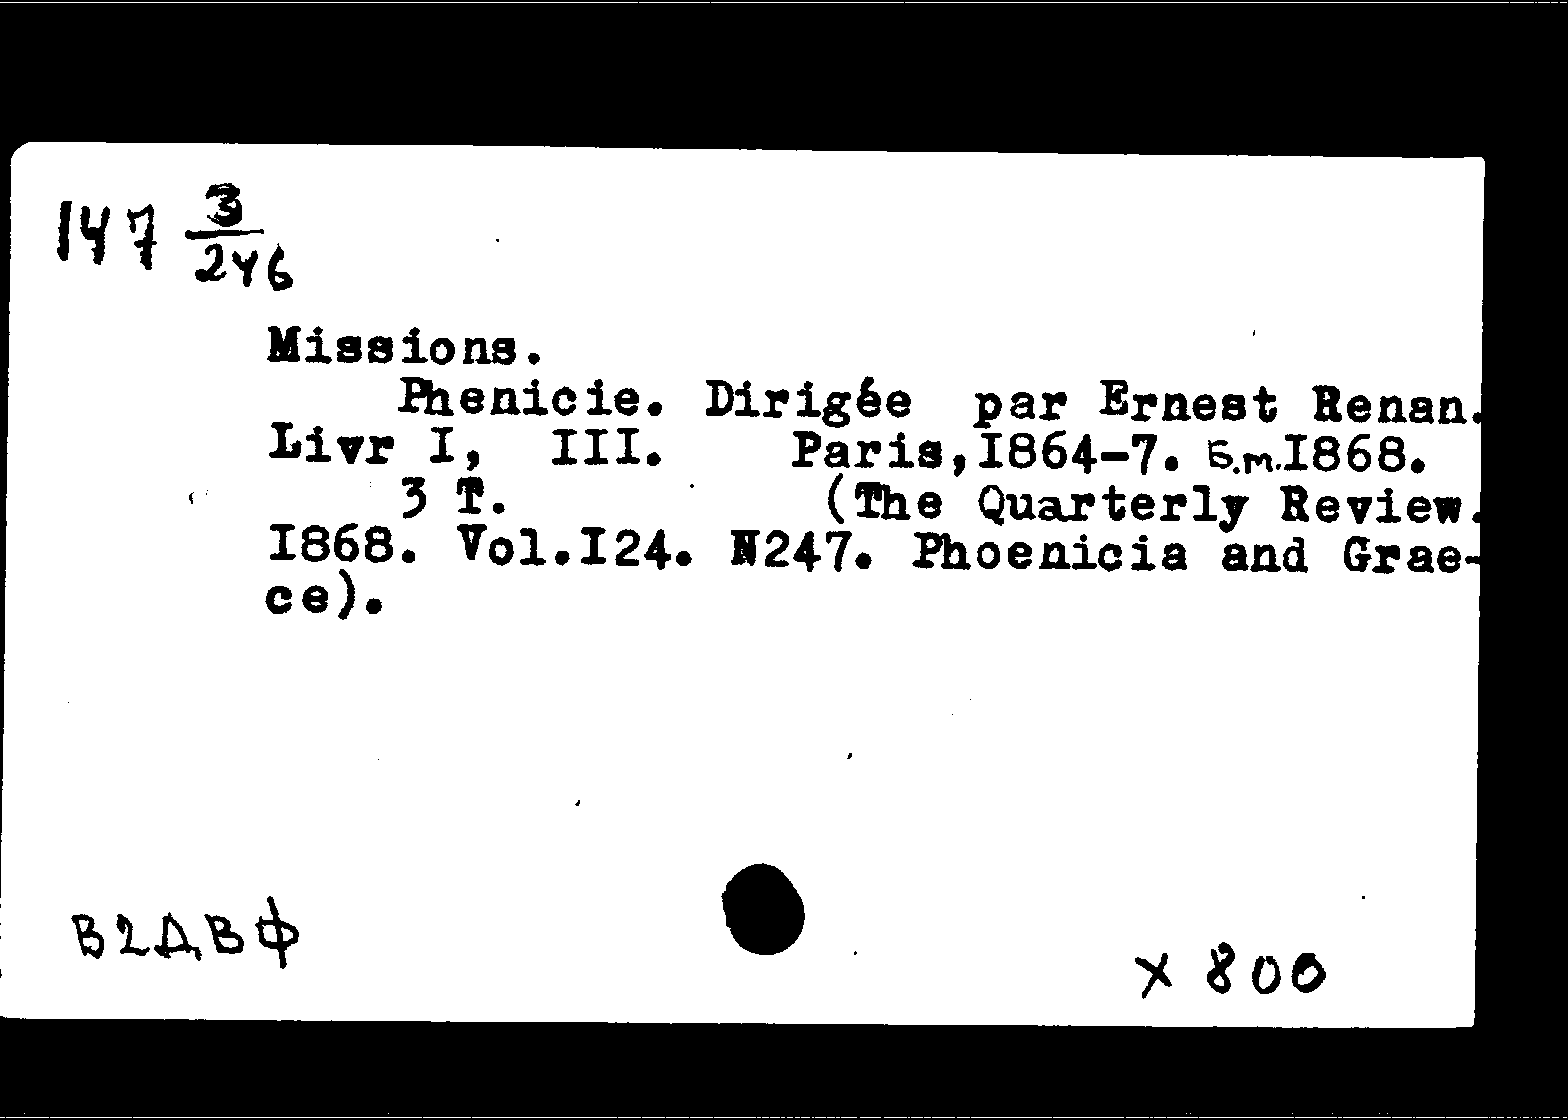 147 3/246
Missions.
Phenicie. Dirigée par Ernest Renan.
Livr I, III. Paris,I864-7. Б.м.I868.
3 T. (The Quarterly Review.
I868. Vol.I24. N247. Phoenicia and Grae-
ce).
В2ДВФ
x 800